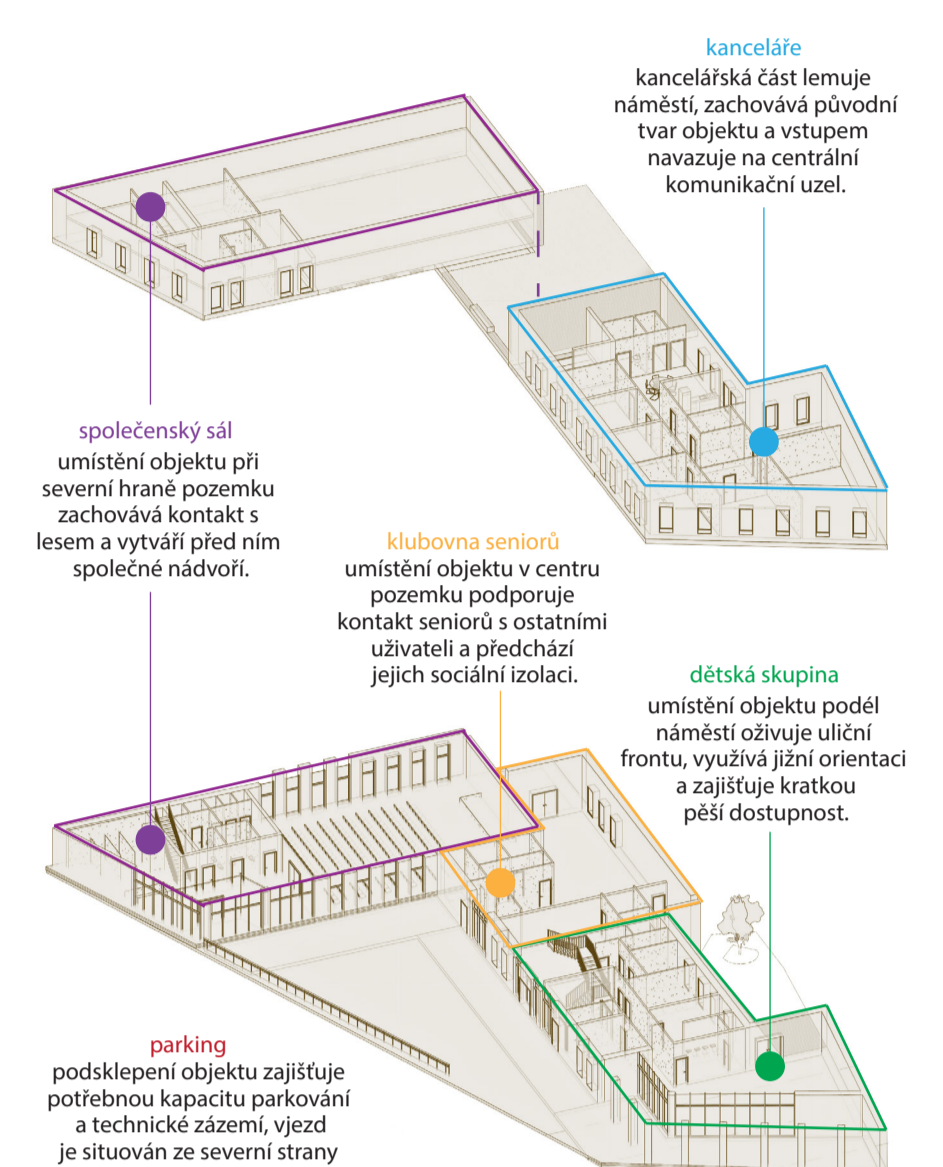 kanceláře
kancelářská část lemuje
náměstí, zachovává původní
tvar objektu a vstupem
navazuje na centrální
komunikační uzel.
společenský sál
umístění objektu při
severní hraně pozemku
zachovává kontakt s
lesem a vytváří před ním
společné nádvoří.
klubovna seniorů
umístění objektu v centru
pozemku podporuje
kontakt seniorů s ostatními
uživateli a předchází
jejich sociální izolaci.
dětská skupina
umístění objektu podél
náměstí oživuje uliční
frontu, využívá jižní orientaci
a zajišťuje kratkou
pěší dostupnost.
parking
podsklepení objektu zajišťuje
potřebnou kapacitu parkování
a technické zázemí, vjezd
je situován ze severní strany